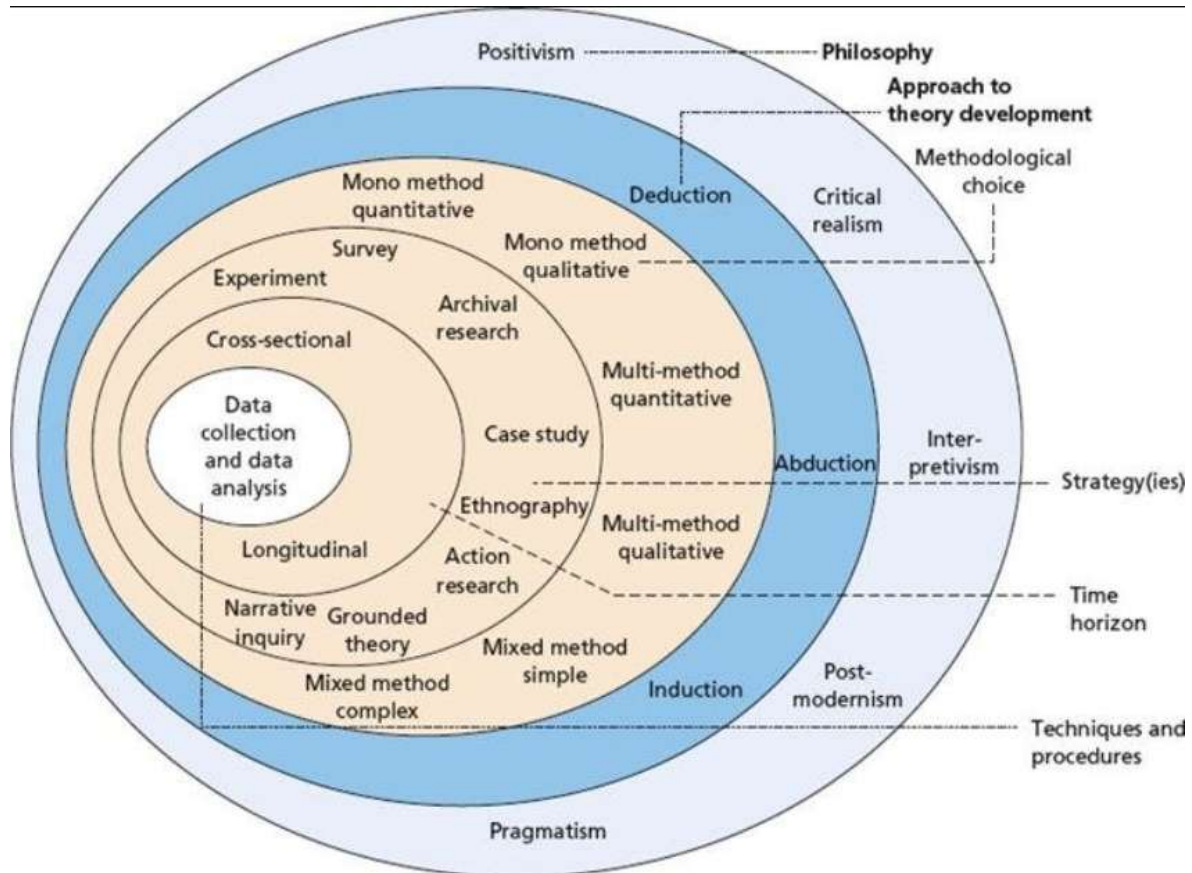 Positivism
Philosophy
Approach to
theory development
Methodological
choice
Mono method
quantitative
Deduction
Critical
realism
Survey
Mono method
qualitative
Experiment
Archival
research
Cross-sectional
Multi-method
quantitative
Data
collection
and data
analysis
Case study
Abduction
Inter-
pretivism
Strategy(ies)
Ethnography
Multi-method
qualitative
Longitudinal
Action
research
Time
horizon
Narrative
inquiry
Grounded
theory
Mixed method
simple
Mixed method
complex
Induction
Post-
modernism
Techniques and
procedures
Pragmatism